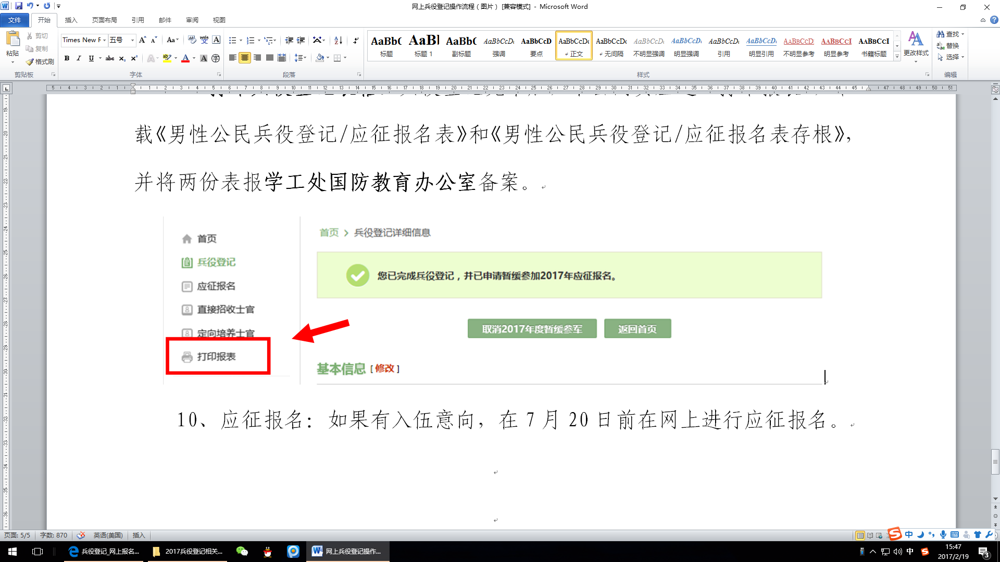 网上兵役登记操作流程（图片） [兼容模式] - Microsoft Word
文件 开始 插入 页面布局 引用 邮件 审阅 视图
粘贴 剪切 复制 格式刷
Times New F 五号
AaBbC AaBl AaBbC AaBbCcDc AaBbCcD AaBbCcDc AaBbCcDc AaBbCcDc AaBbCcDc AaBbCcDc AaBbCcDc AaBbCcD AaBbCcI AaBbCcI
标题 标题 1 副标题 强调 要点 正文 无间隔 不明显强调 明显强调 引用 明显引用 不明显参考 明显参考 书籍标题
更改样式 查找 替换 选择
剪贴板 字体 段落 样式 编辑
载《男性公民兵役登记/应征报名表》和《男性公民兵役登记/应征报名表存根》，
并将两份表报学工处国防教育办公室备案。
首页
兵役登记
应征报名
直接招收士官
定向培养士官
打印报表
首页 > 兵役登记详细信息
您已完成兵役登记，并已申请暂缓参加2017年应征报名。
取消2017年度暂缓参军 返回首页
基本信息 [ 修改 ]
10、应征报名：如果有入伍意向，在 7 月 20 日前在网上进行应征报名。
页面: 5/5 字数: 870 英语(美国) 插入
中
兵役登记_网上报名... 2017兵役登记相关... 网上兵役登记操作...
中
15:47
2017/2/19
3